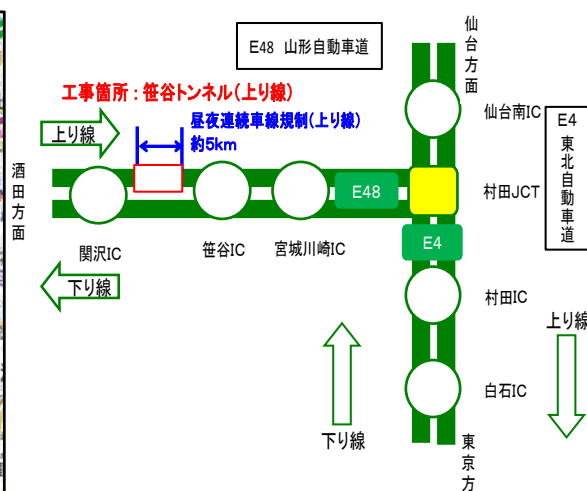 E48 山形自動車道
仙台方面
工事箇所：笹谷トンネル(上り線)
昼夜連続車線規制(上り線)
約5km
上り線
仙台南IC
E4
東北自動車道
酒田方面
E48
村田JCT
E4
関沢IC
笹谷IC
宮城川崎IC
下り線
村田IC
上り線
白石IC
下り線
東京方